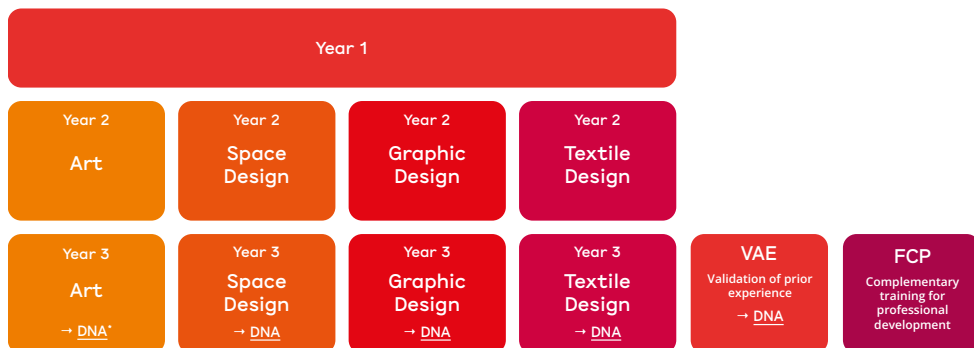 Year 1
Year 2
Art
Year 2
Space
Design
Year 2
Graphic
Design
Year 2
Textile
Design
Year 3
Art
→ DNA*
Year 3
Space
Design
→ DNA
Year 3
Graphic
Design
→ DNA
Year 3
Textile
Design
→ DNA
VAE
Validation of prior
experience
→ DNA
FCP
Complementary
training for
professional
development